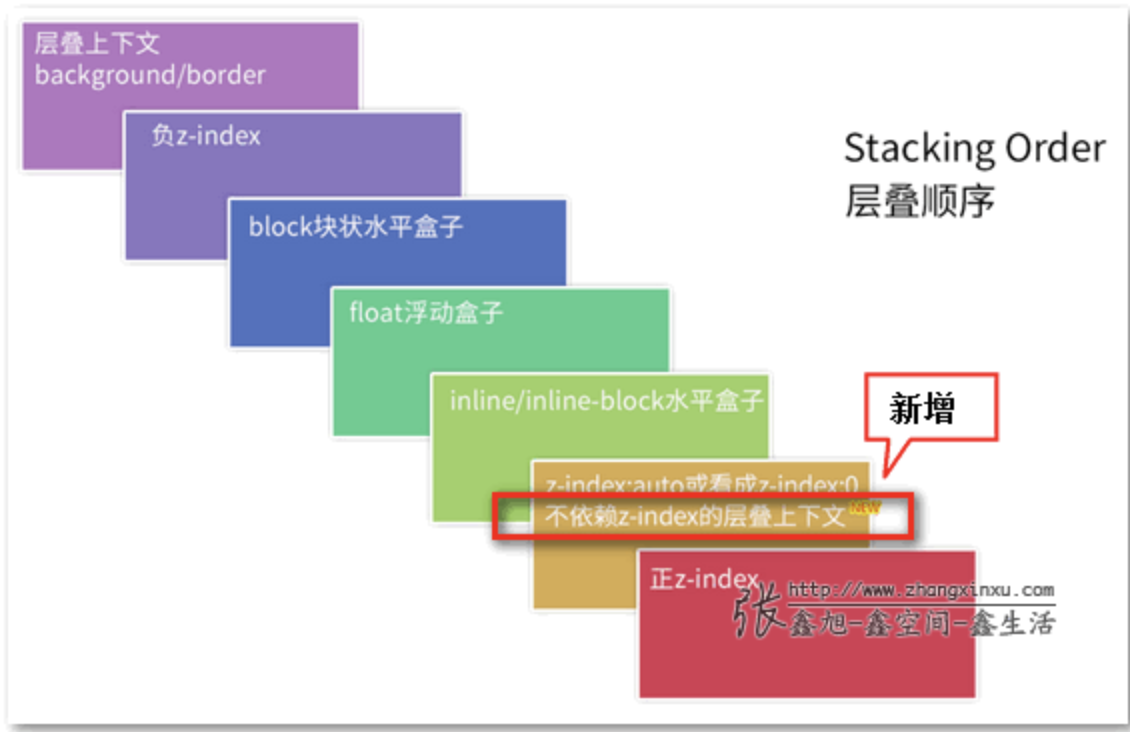 层叠上下文
background/border
负z-index
Stacking Order
层叠顺序
block块状水平盒子
float浮动盒子
inline/inline-block水平盒子
新增
z-index:auto或看成z-index:0
不依赖z-index的层叠上下文 NEW
正z-index
http://www.zhangxinxu.com
张鑫旭-鑫空间-鑫生活